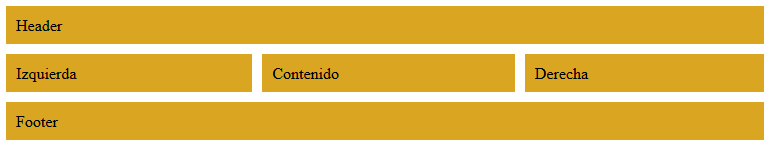 Header
Izquierda Contenido Derecha
Footer